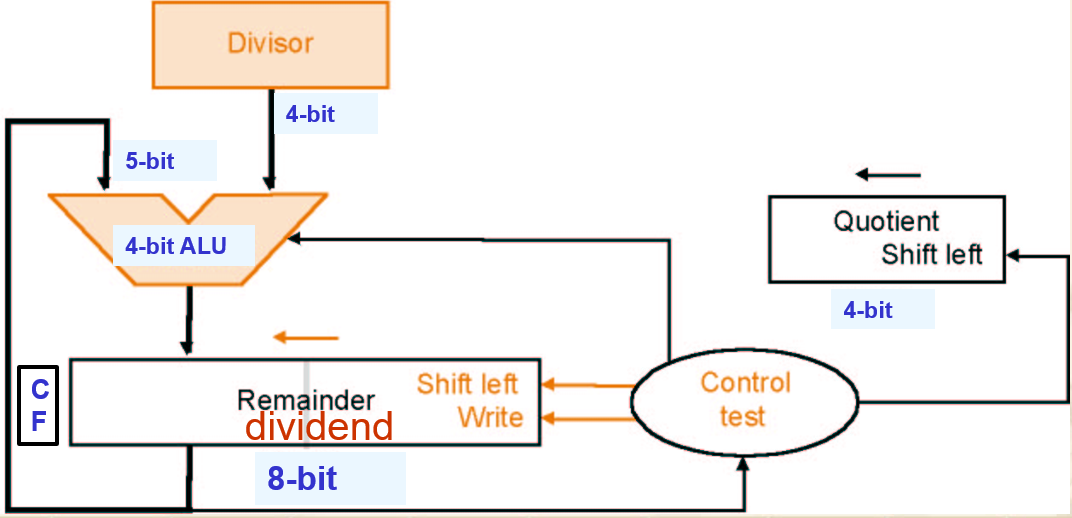 Divisor
4-bit
5-bit
4-bit ALU
Quotient
Shift left
4-bit
C
F
Remainder
dividend
Shift left
Write
8-bit
Control
test